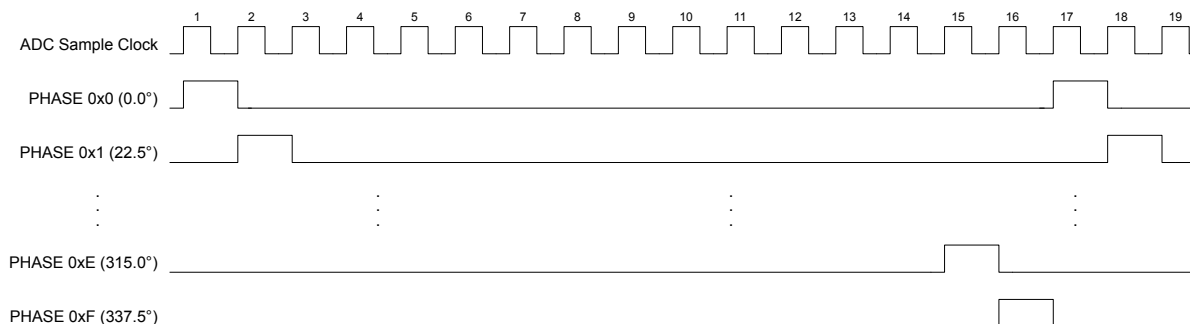 1 2 3 4 5 6 7 8 9 10 11 12 13 14 15 16 17 18 19
ADC Sample Clock
PHASE 0x0 (0.0°)
PHASE 0x1 (22.5°)
PHASE 0xE (315.0°)
PHASE 0xF (337.5°)